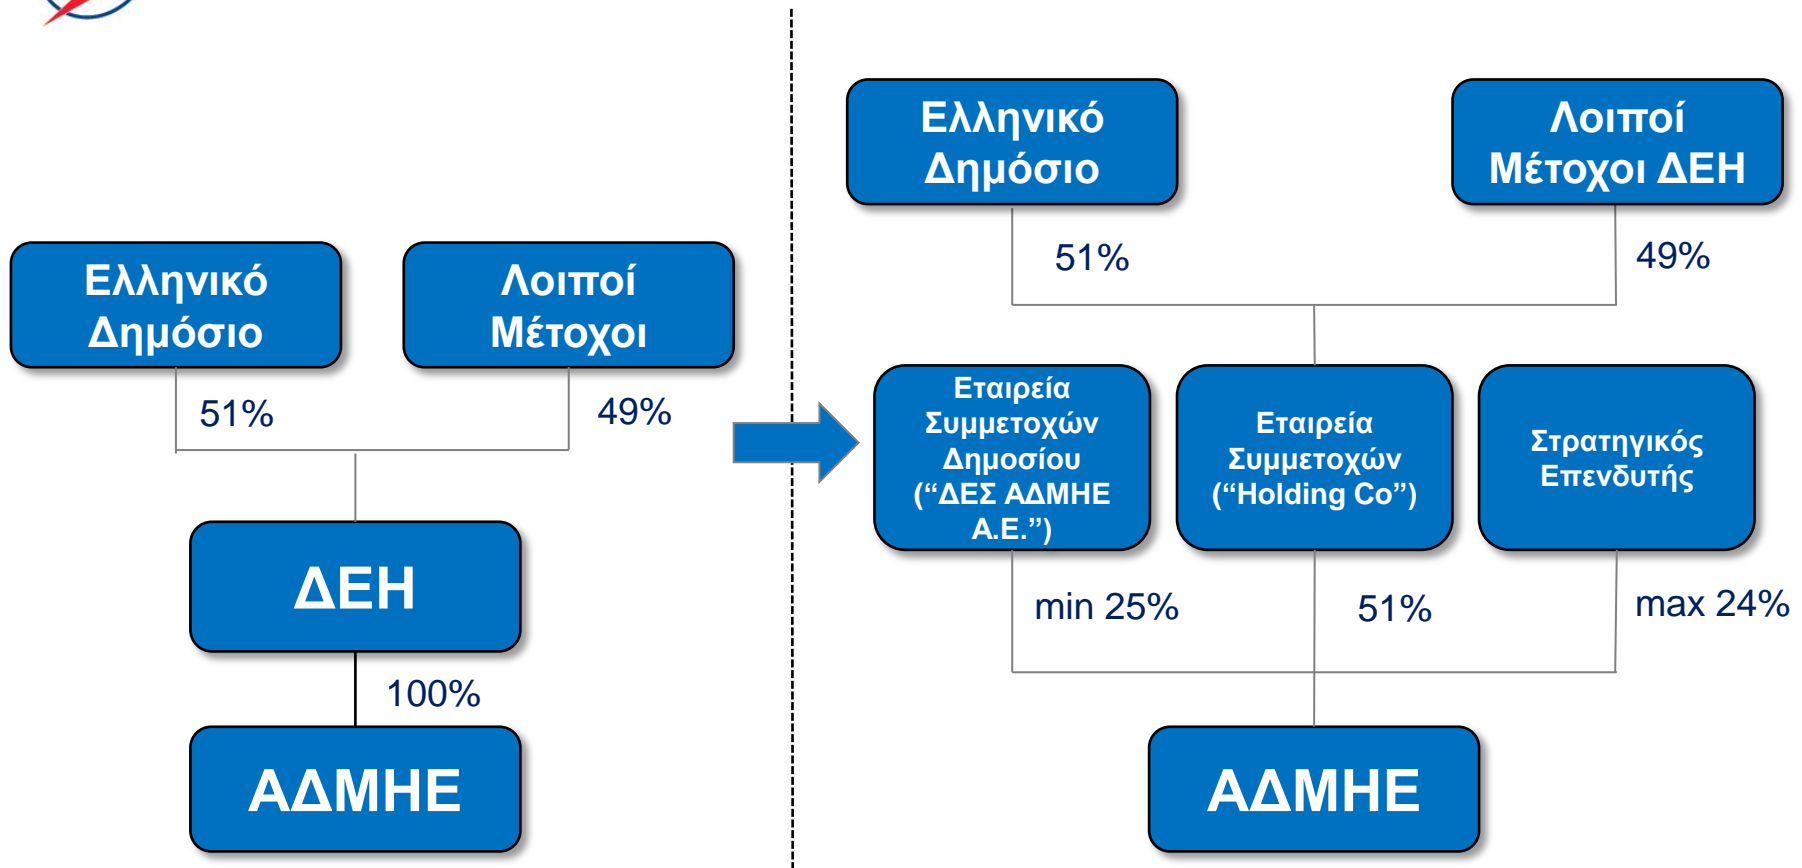 Ελληνικό
Δημόσιο
Λοιποί
Μέτοχοι
51%
49%
ΔΕΗ
100%
ΑΔΜΗΕ
Ελληνικό
Δημόσιο
Λοιποί
Μέτοχοι ΔΕΗ
51%
49%
Εταιρεία
Συμμετοχών
Δημοσίου
(“ΔΕΣ ΑΔΜΗΕ
Α.Ε.”)
Εταιρεία
Συμμετοχών
(“Holding Co”)
Στρατηγικός
Επενδυτής
min 25%
51%
max 24%
ΑΔΜΗΕ